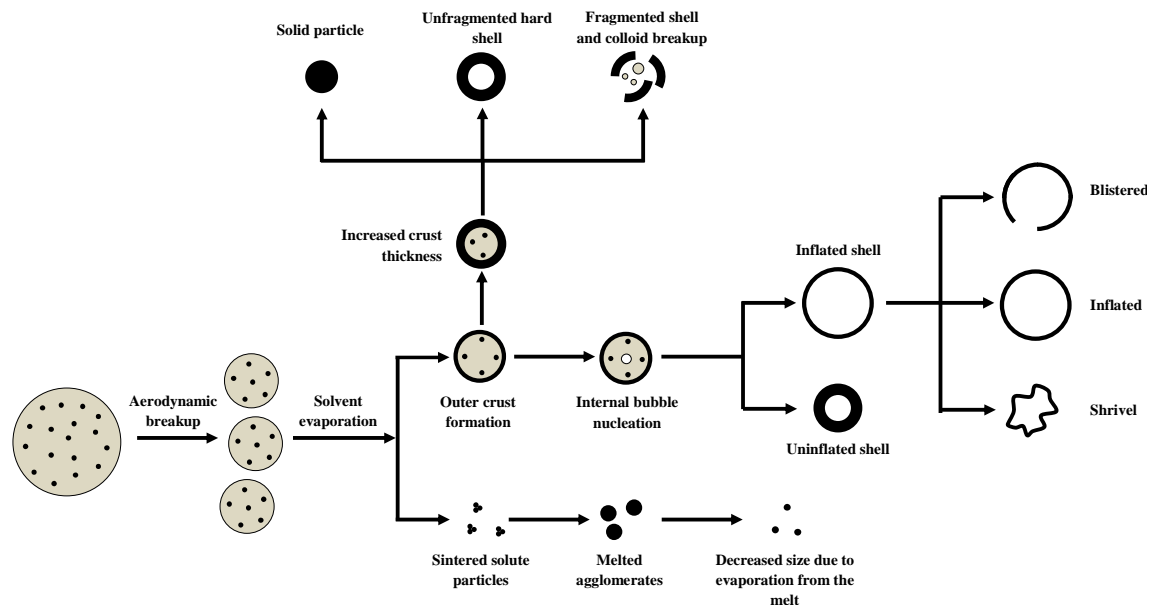 Solid particle
Unfragmented hard
shell
Fragmented shell
and colloid breakup
Increased crust
thickness
Blistered
Inflated shell
Inflated
Aerodynamic
breakup
Solvent
evaporation
Outer crust
formation
Internal bubble
nucleation
Uninflated shell
Shrivel
Sintered solute
particles
Melted
agglomerates
Decreased size due to
evaporation from the
melt